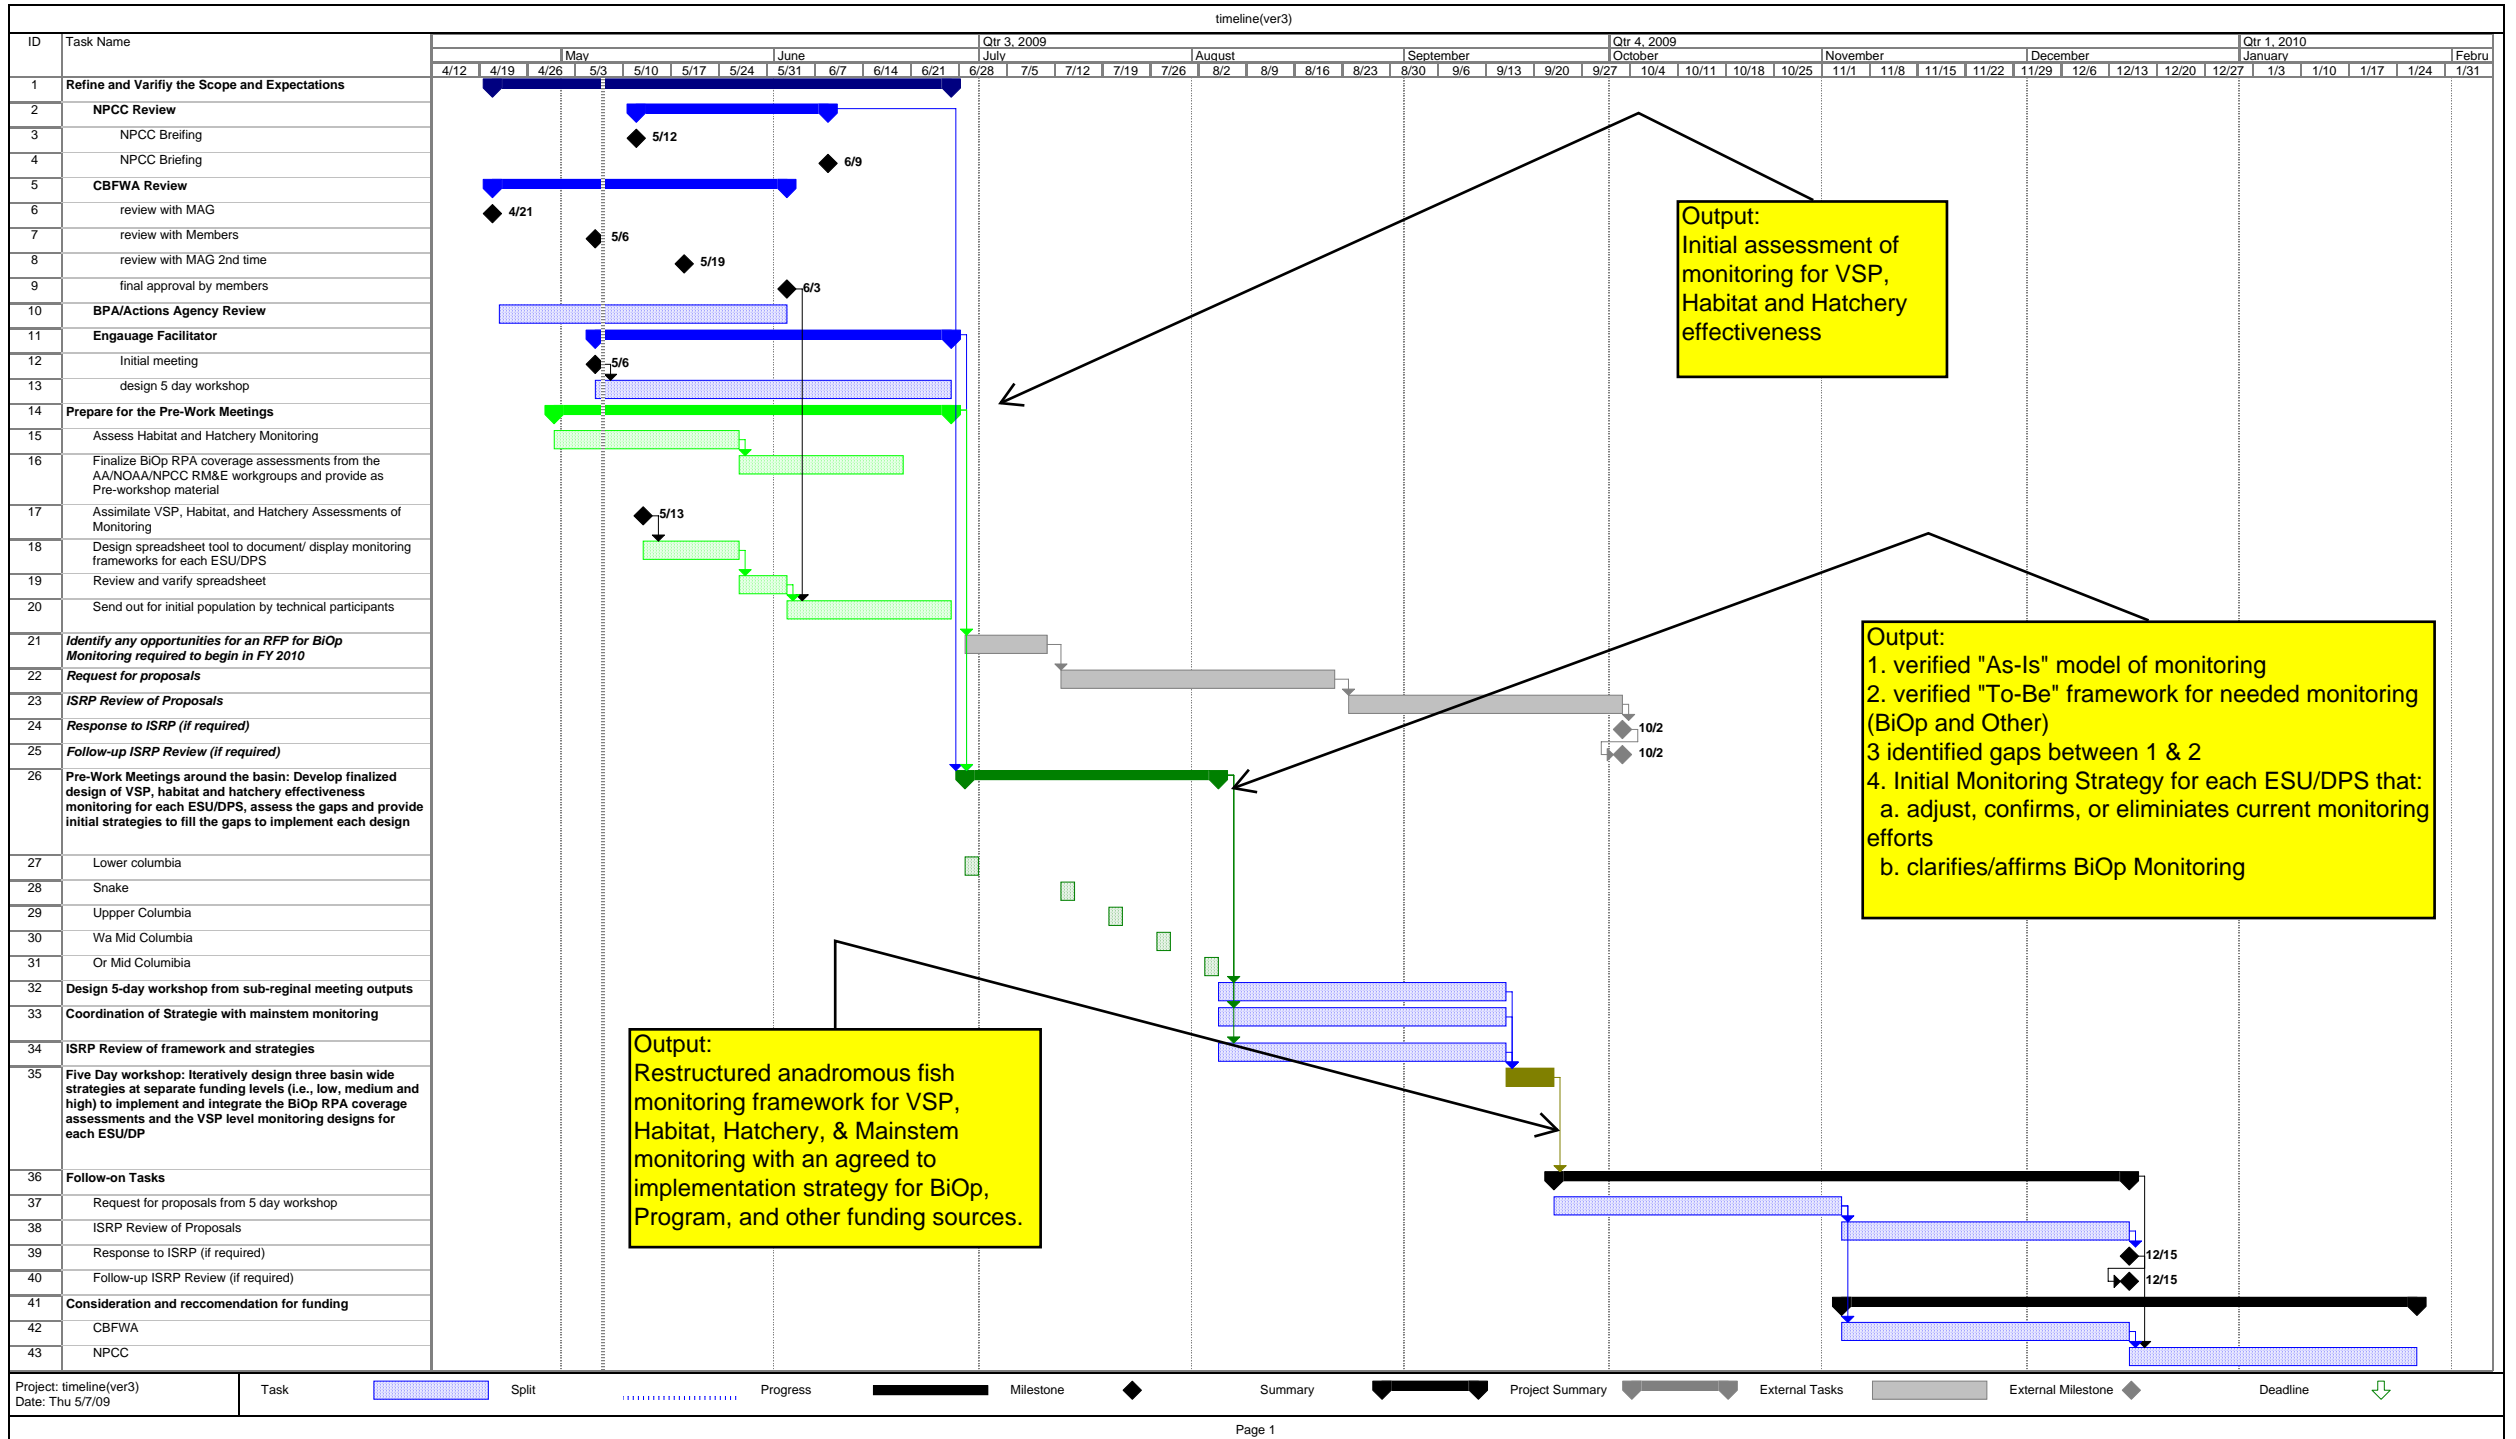 timeline(ver3)
ID
Task Name
Qtr 3, 2009
Qtr 4, 2009
Qtr 1, 2010
May
June
July
August
September
October
November
December
January
Febru
4/12
4/19
4/26
5/3
5/10
5/17
5/24
5/31
6/7
6/14
6/21
6/28
7/5
7/12
7/19
7/26
8/2
8/9
8/16
8/23
8/30
9/6
9/13
9/20
9/27
10/4
10/11
10/18
10/25
11/1
11/8
11/15
11/22
11/29
12/6
12/13
12/20
12/27
1/3
1/10
1/17
1/24
1/31
1
Refine and Varifiy the Scope and Expectations
2
NPCC Review
3
NPCC Breifing
5/12
4
NPCC Briefing
6/9
5
CBFWA Review
6
review with MAG
4/21
7
review with Members
5/6
8
review with MAG 2nd time
5/19
9
final approval by members
6/3
10
BPA/Actions Agency Review
11
Engauage Facilitator
12
Initial meeting
5/6
13
design 5 day workshop
14
Prepare for the Pre-Work Meetings
15
Assess Habitat and Hatchery Monitoring
16
Finalize BiOp RPA coverage assessments from the
AA/NOAA/NPCC RM&E workgroups and provide as
Pre-workshop material
17
Assimilate VSP, Habitat, and Hatchery Assessments of
Monitoring
5/13
18
Design spreadsheet tool to document/ display monitoring
frameworks for each ESU/DPS
19
Review and varify spreadsheet
20
Send out for initial population by technical participants
21
Identify any opportunities for an RFP for BiOp
Monitoring required to begin in FY 2010
22
Request for proposals
23
ISRP Review of Proposals
24
Response to ISRP (if required)
10/2
25
Follow-up ISRP Review (if required)
10/2
26
Pre-Work Meetings around the basin: Develop finalized
design of VSP, habitat and hatchery effectiveness
monitoring for each ESU/DPS, assess the gaps and provide
initial strategies to fill the gaps to implement each design
27
Lower columbia
28
Snake
29
Uppper Columbia
30
Wa Mid Columbia
31
Or Mid Columibia
32
Design 5-day workshop from sub-reginal meeting outputs
33
Coordination of Strategie with mainstem monitoring
34
ISRP Review of framework and strategies
35
Five Day workshop: Iteratively design three basin wide
strategies at separate funding levels (i.e., low, medium and
high) to implement and integrate the BiOp RPA coverage
assessments and the VSP level monitoring designs for
each ESU/DP
36
Follow-on Tasks
37
Request for proposals from 5 day workshop
38
ISRP Review of Proposals
39
Response to ISRP (if required)
12/15
40
Follow-up ISRP Review (if required)
12/15
41
Consideration and reccomendation for funding
42
CBFWA
43
NPCC
Output:
Initial assessment of
monitoring for VSP,
Habitat and Hatchery
effectiveness
Output:
1. verified "As-Is" model of monitoring
2. verified "To-Be" framework for needed monitoring
(BiOp and Other)
3 identified gaps between 1 & 2
4. Initial Monitoring Strategy for each ESU/DPS that:
a. adjust, confirms, or eliminiates current monitoring
efforts
b. clarifies/affirms BiOp Monitoring
Output:
Restructured anadromous fish
monitoring framework for VSP,
Habitat, Hatchery, & Mainstem
monitoring with an agreed to
implementation strategy for BiOp,
Program, and other funding sources.
Project: timeline(ver3)
Date: Thu 5/7/09
Task
Split
Progress
Milestone
Summary
Project Summary
External Tasks
External Milestone
Deadline
Page 1